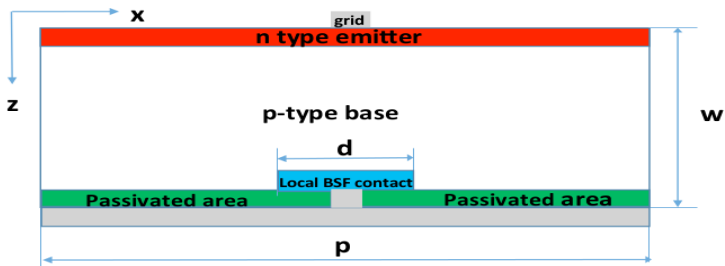 x
grid
n type emitter
z
p-type base
w
d
Local BSF contact
Passivated area
Passivated area
p